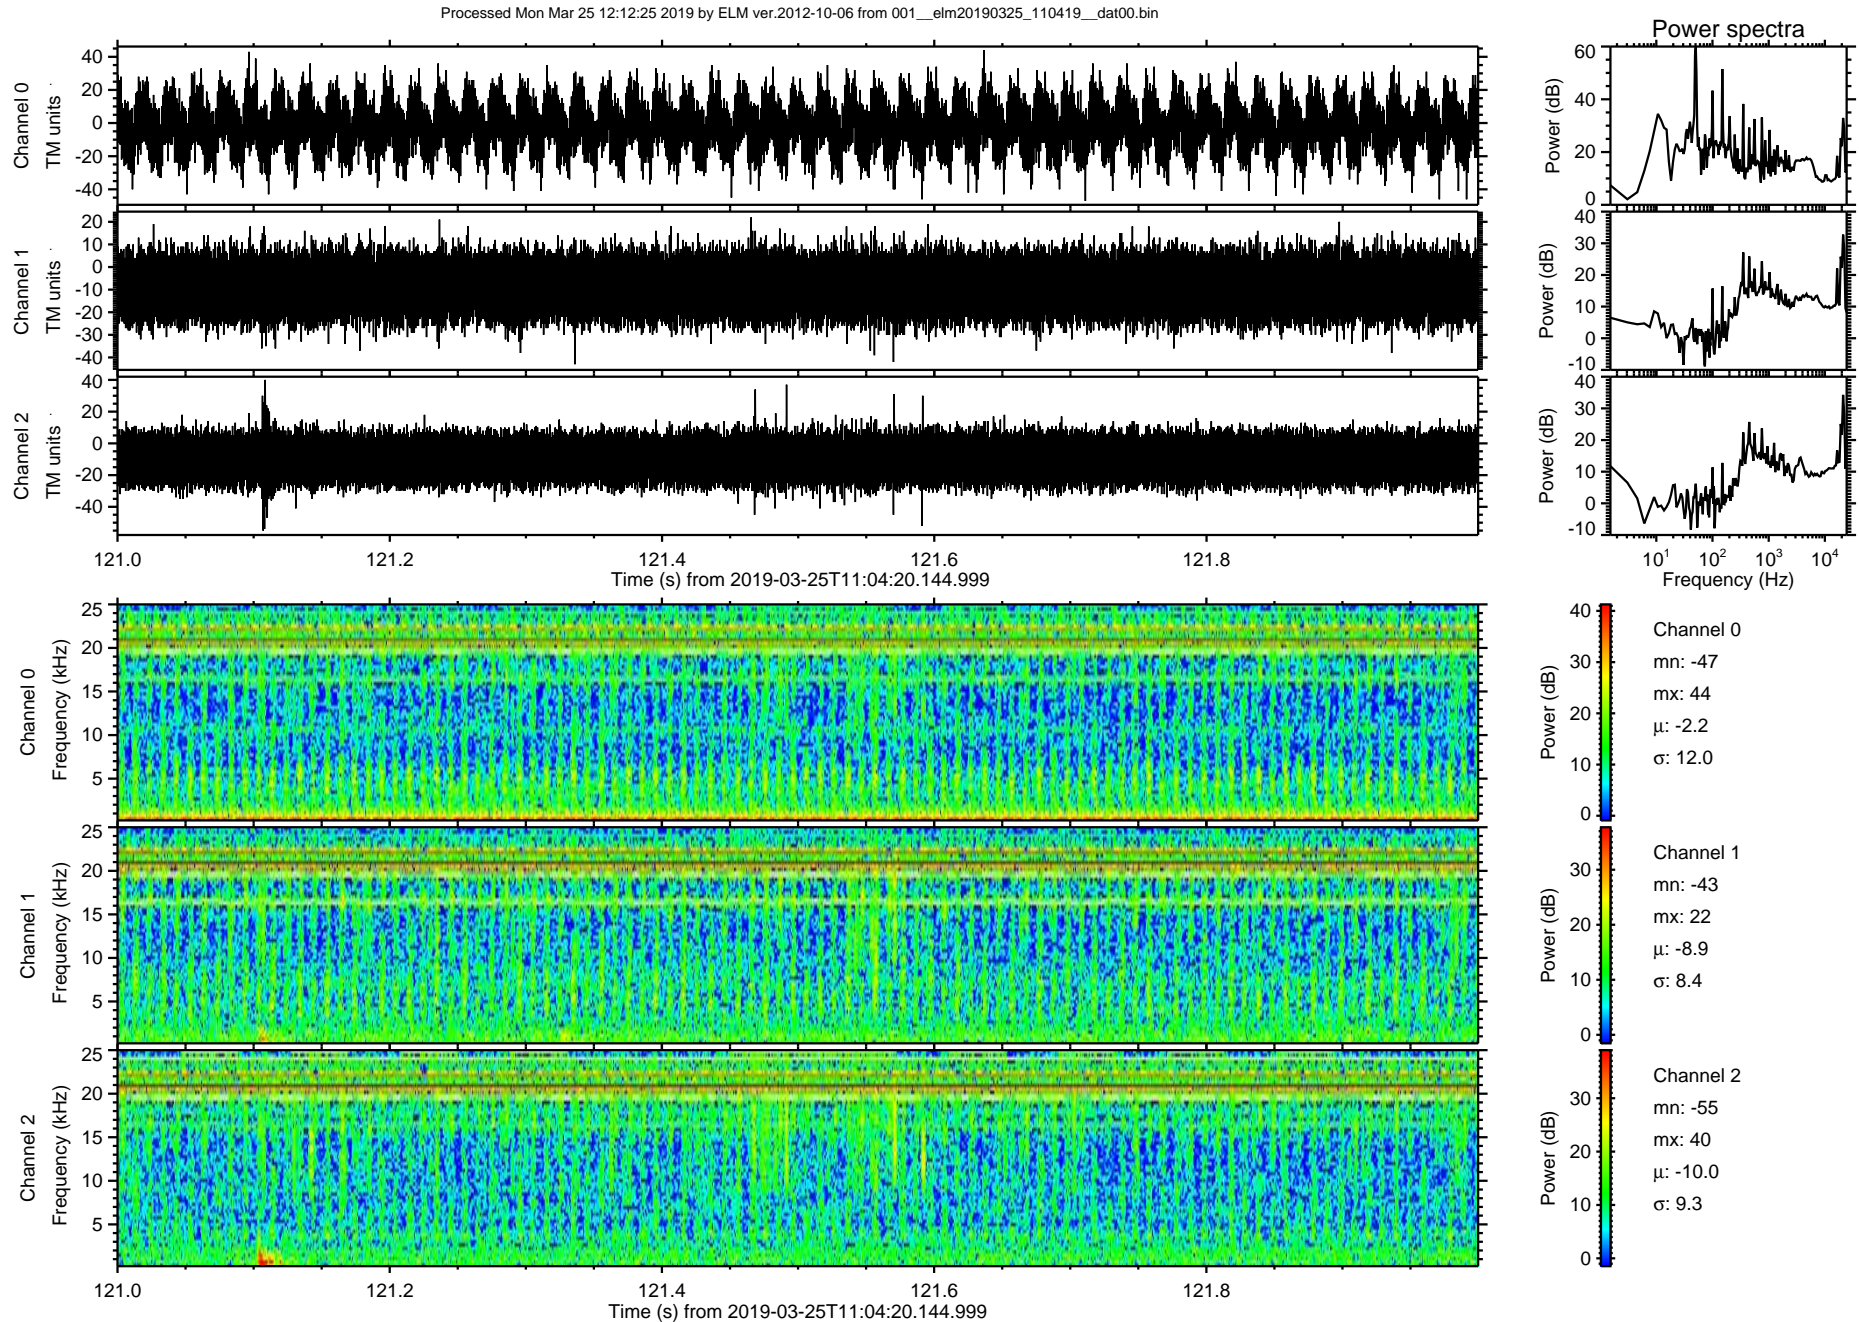 Processed Mon Mar 25 12:12:25 2019 by ELM ver.2012-10-06 from 001__elm20190325_110419__dat00.bin
Power spectra
Channel 0
TM units
40
20
0
-20
-40
Power (dB)
60
40
20
0
Channel 1
TM units
20
10
0
-10
-20
-30
-40
Power (dB)
40
30
20
10
0
-10
Channel 2
TM units
40
20
0
-20
-40
Power (dB)
40
30
20
10
0
-10
121.0 121.2 121.4 121.6 121.8
Time (s) from 2019-03-25T11:04:20.144.999
10¹ 10² 10³ 10⁴
Frequency (Hz)
Channel 0
Frequency (kHz)
25
20
15
10
5
Power (dB)
40
30
20
10
0
Channel 0
mn: -47
mx: 44
μ: -2.2
σ: 12.0
Channel 1
Frequency (kHz)
25
20
15
10
5
Power (dB)
30
20
10
0
Channel 1
mn: -43
mx: 22
μ: -8.9
σ: 8.4
Channel 2
Frequency (kHz)
25
20
15
10
5
Power (dB)
30
20
10
0
Channel 2
mn: -55
mx: 40
μ: -10.0
σ: 9.3
121.0 121.2 121.4 121.6 121.8
Time (s) from 2019-03-25T11:04:20.144.999